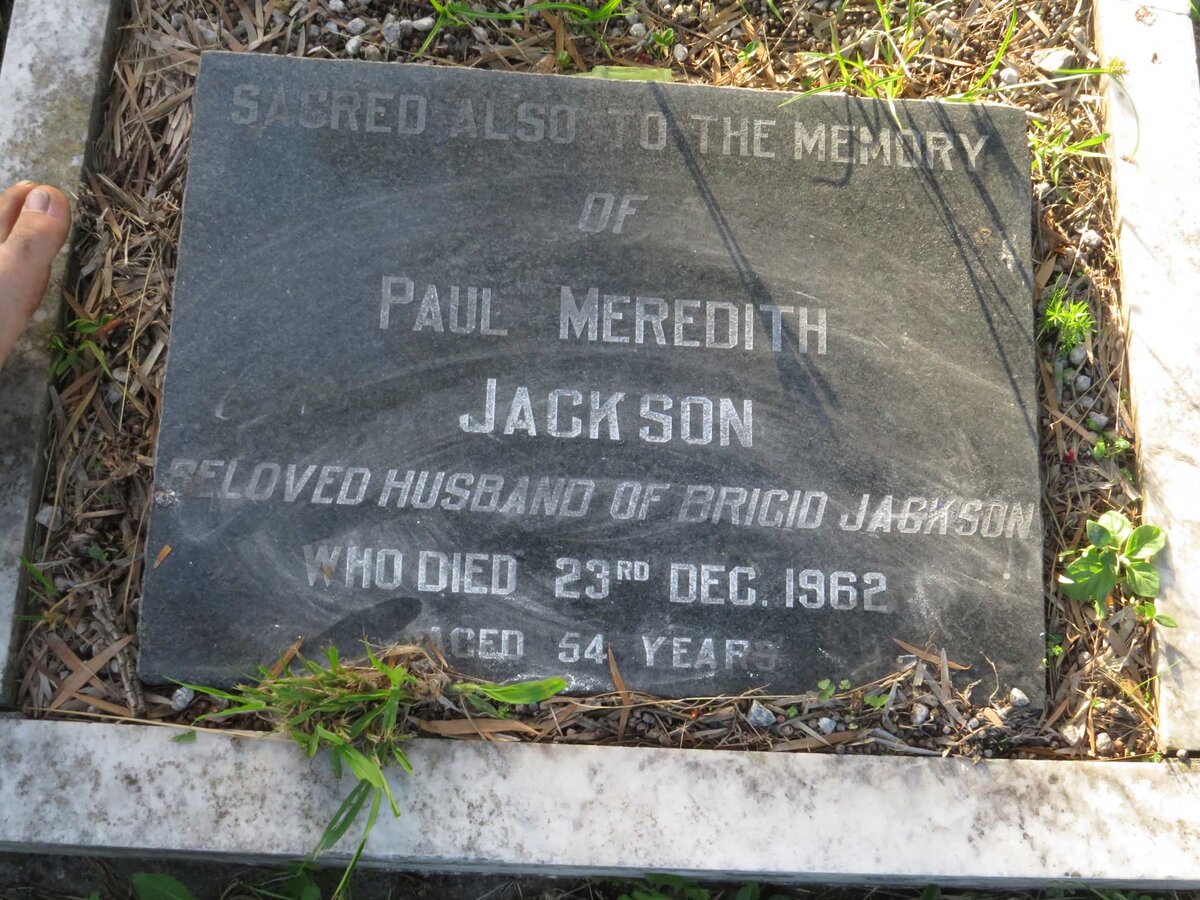 SACRED ALSO TO THE MEMORY
OF
PAUL MEREDITH
JACKSON
BELOVED HUSBAND OF BRIGID JACKSON
WHO DIED 23RD DEC. 1962
AGED 54 YEARS